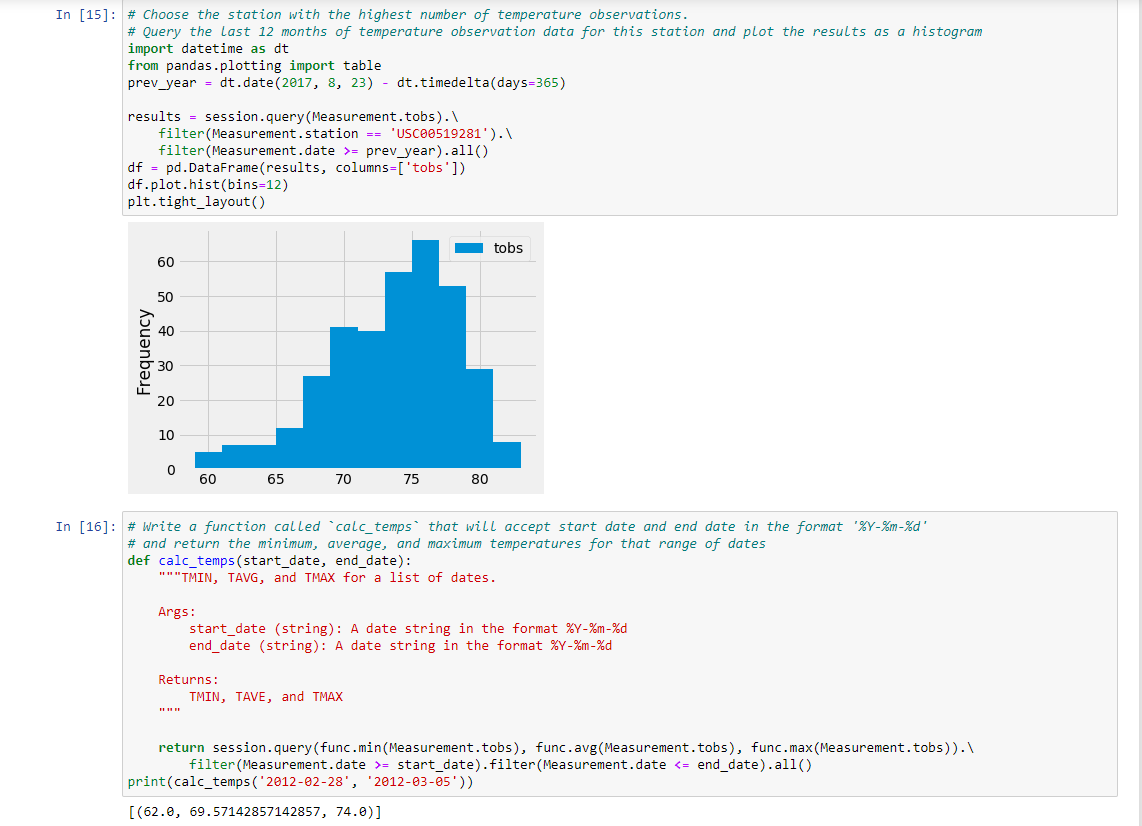 In [15]: # Choose the station with the highest number of temperature observations.
# Query the last 12 months of temperature observation data for this station and plot the results as a histogram
import datetime as dt
from pandas.plotting import table
prev_year = dt.date(2017, 8, 23) - dt.timedelta(days=365)
results = session.query(Measurement.tobs).\
filter(Measurement.station == 'USC00519281').\
filter(Measurement.date >= prev_year).all()
df = pd.DataFrame(results, columns=['tobs'])
df.plot.hist(bins=12)
plt.tight_layout()
tobs
60
50
40
30
20
10
0
Frequency
60 65 70 75 80
In [16]: # Write a function called `calc_temps` that will accept start date and end date in the format '%Y-%m-%d'
# and return the minimum, average, and maximum temperatures for that range of dates
def calc_temps(start_date, end_date):
"""TMIN, TAVG, and TMAX for a list of dates.
Args:
start_date (string): A date string in the format %Y-%m-%d
end_date (string): A date string in the format %Y-%m-%d
Returns:
TMIN, TAVE, and TMAX
"""
return session.query(func.min(Measurement.tobs), func.avg(Measurement.tobs), func.max(Measurement.tobs)).\
filter(Measurement.date >= start_date).filter(Measurement.date <= end_date).all()
print(calc_temps('2012-02-28', '2012-03-05'))
[(62.0, 69.57142857142857, 74.0)]